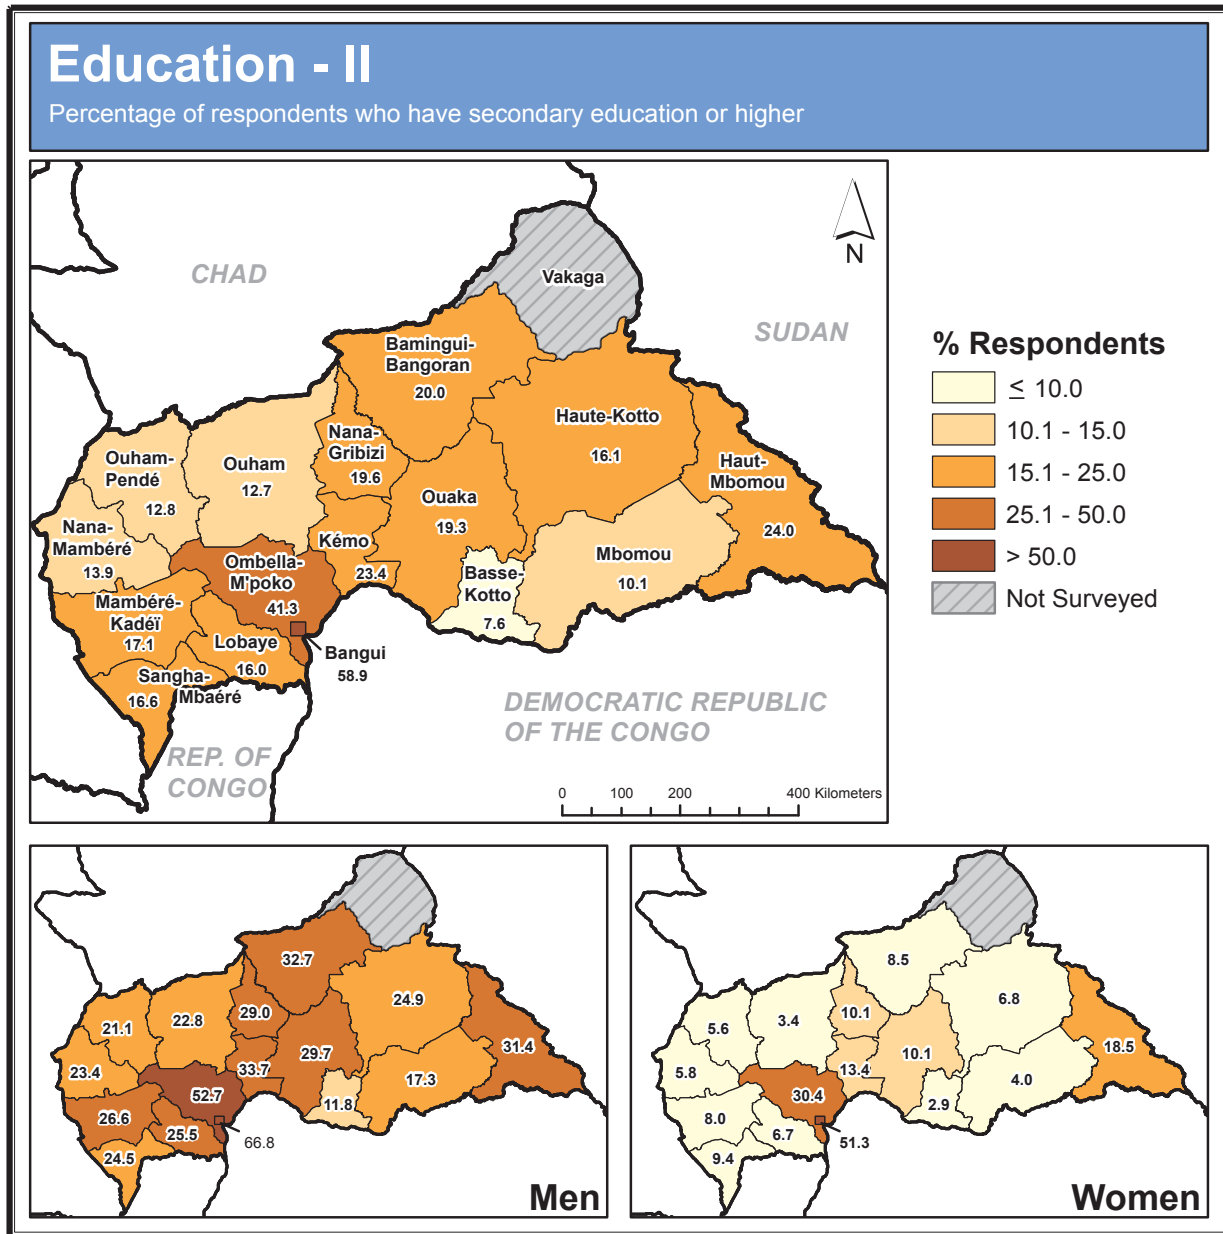 Education - II
Percentage of respondents who have secondary education or higher
CHAD
SUDAN
N
Vakaga
Bamingui-
Bangoran
20.0
Haute-Kotto
16.1
Haut-
Mbomou
24.0
Nana-
Gribizi
19.6
Ouham-
Pendé
12.8
Ouham
12.7
Ouaka
19.3
Nana-
Mambéré
13.9
Kémo
23.4
Mbomou
10.1
Ombella-
M'poko
41.3
Basse-
Kotto
7.6
Mambéré-
Kadéï
17.1
Lobaye
16.0
Bangui
58.9
Sangha-
Mbaéré
16.6
DEMOCRATIC REPUBLIC
OF THE CONGO
REP. OF
CONGO
0 100 200 400 Kilometers
% Respondents
≤ 10.0
10.1 - 15.0
15.1 - 25.0
25.1 - 50.0
> 50.0
Not Surveyed
32.7
24.9
29.0
21.1
22.8
31.4
29.7
23.4
33.7
17.3
52.7
11.8
26.6
25.5
66.8
24.5
Men
8.5
6.8
10.1
5.6
3.4
18.5
10.1
5.8
13.4
4.0
30.4
2.9
8.0
6.7
51.3
9.4
Women